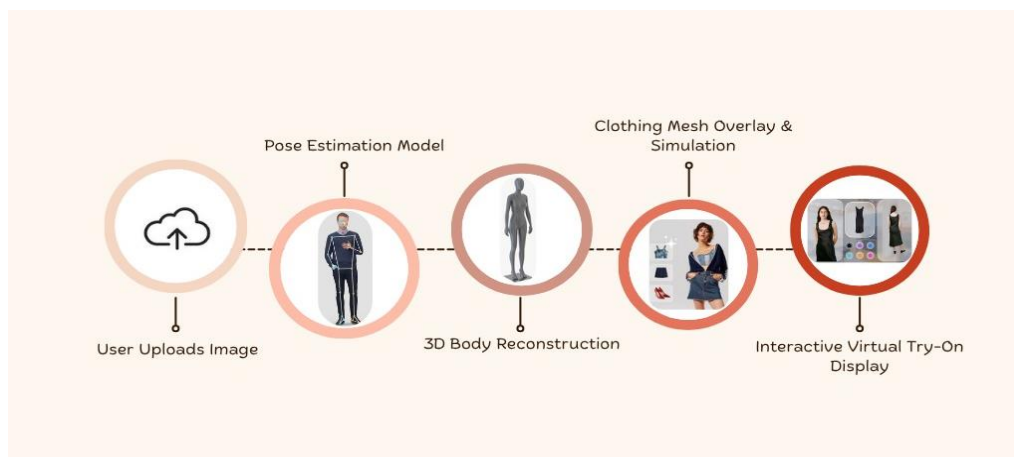 User Uploads Image
Pose Estimation Model
3D Body Reconstruction
Clothing Mesh Overlay &
Simulation
Interactive Virtual Try-On
Display